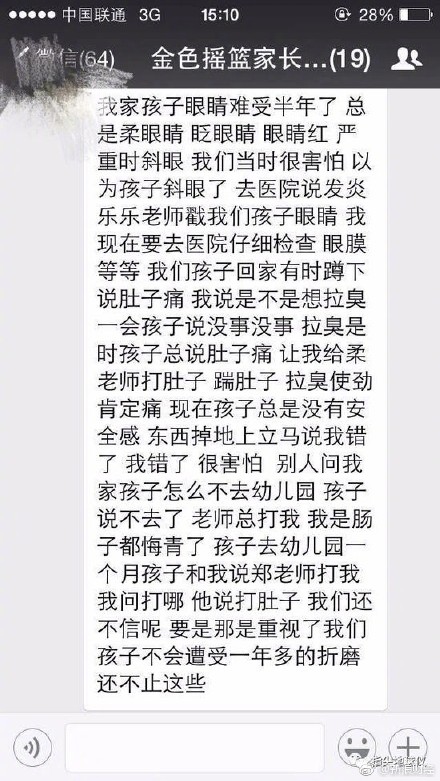 中国联通 3G 15:10 28%
微信(64) 金色摇篮家长...(19)
我家孩子眼睛难受半年了 总
是柔眼睛 眨眼睛 眼睛红 严
重时斜眼 我们当时很害怕 以
为孩子斜眼了 去医院说发炎
乐乐老师戳我们孩子眼睛 我
现在要去医院仔细检查 眼膜
等等 我们孩子回家有时蹲下
说肚子痛 我说是不是想拉臭
一会孩子说没事没事 拉臭是
时孩子总说肚子痛 让我给柔
老师打肚子 踹肚子 拉臭使劲
肯定痛 现在孩子总是没有安
全感 东西掉地上立马说我错
了 我错了 很害怕 别人问我
家孩子怎么不去幼儿园 孩子
说不去了 老师总打我 我是肠
子都悔青了 孩子去幼儿园一
个月孩子和我说郑老师打我
我问打哪 他说打肚子 我们还
不信呢 要是那是重视了我们
孩子不会遭受一年多的折磨
还不止这些